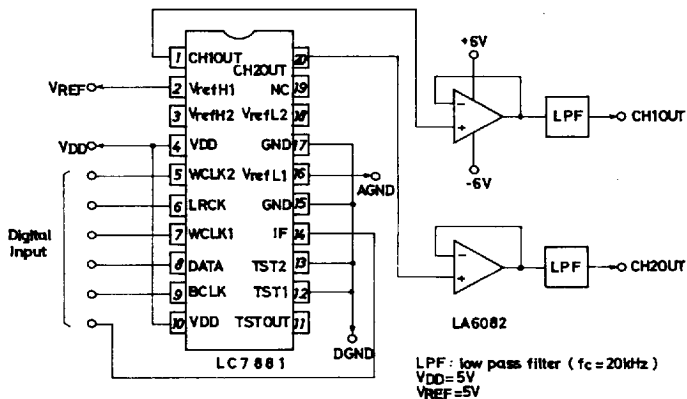 +6V
1 CH1OUT
CH2OUT 20
VREF
2 VrefH1
NC 19
3 VrefH2
VrefL2 18
LPF
CH1OUT
VDD
4 VDD
GND 17
5 WCLK2
VrefL1 16
AGND
-6V
6 LRCK
GND 15
Digital
Input
7 WCLK1
IF 14
8 DATA
TST2 13
LPF
CH2OUT
9 BCLK
TST1 12
10 VDD
TSTOUT 11
DGND
LA6082
LC7881
LPF : low pass filter ( fc = 20kHz )
VDD=5V
VREF=5V